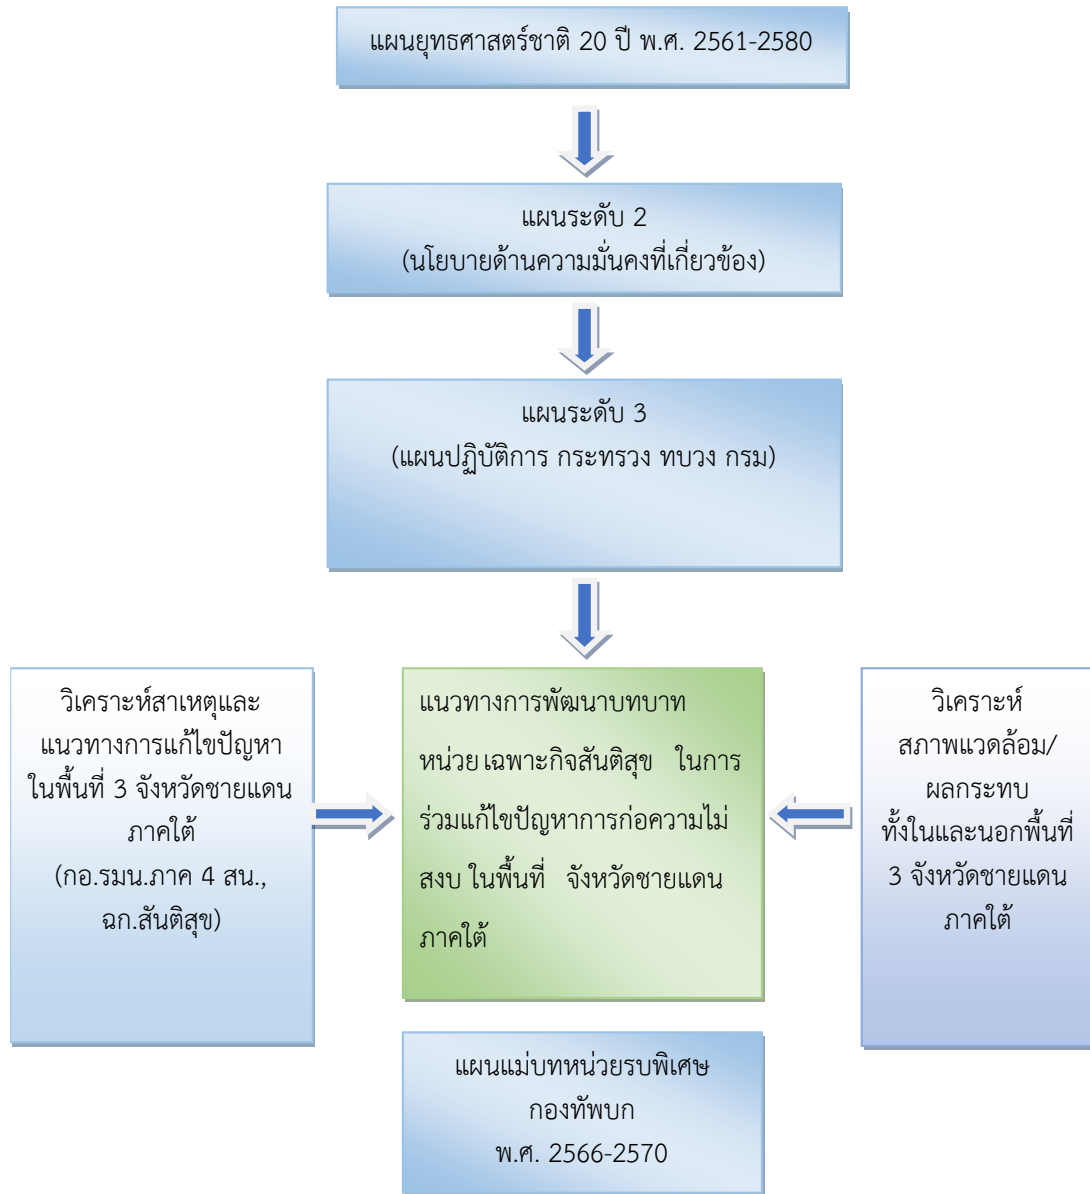 แผนยุทธศาสตร์ชาติ 20 ปี พ.ศ. 2561-2580
แผนระดับ 2
(นโยบายด้านความมั่นคงที่เกี่ยวข้อง)
แผนระดับ 3
(แผนปฏิบัติการ กระทรวง ทบวง กรม)
วิเคราะห์สาเหตุและ
แนวทางการแก้ไขปัญหา
ในพื้นที่ 3 จังหวัดชายแดน
ภาคใต้
(กอ.รมน.ภาค 4 สน.,
ฉก.สันติสุข)
แนวทางการพัฒนาบทบาท
หน่วย เฉพาะกิจสันติสุข ในการ
ร่วมแก้ไขปัญหาการก่อความไม่
สงบ ในพื้นที่ จังหวัดชายแดน
ภาคใต้
วิเคราะห์
สภาพแวดล้อม/
ผลกระทบ
ทั้งในและนอกพื้นที่
3 จังหวัดชายแดน
ภาคใต้
แผนแม่บทหน่วยรบพิเศษ
กองทัพบก
พ.ศ. 2566-2570